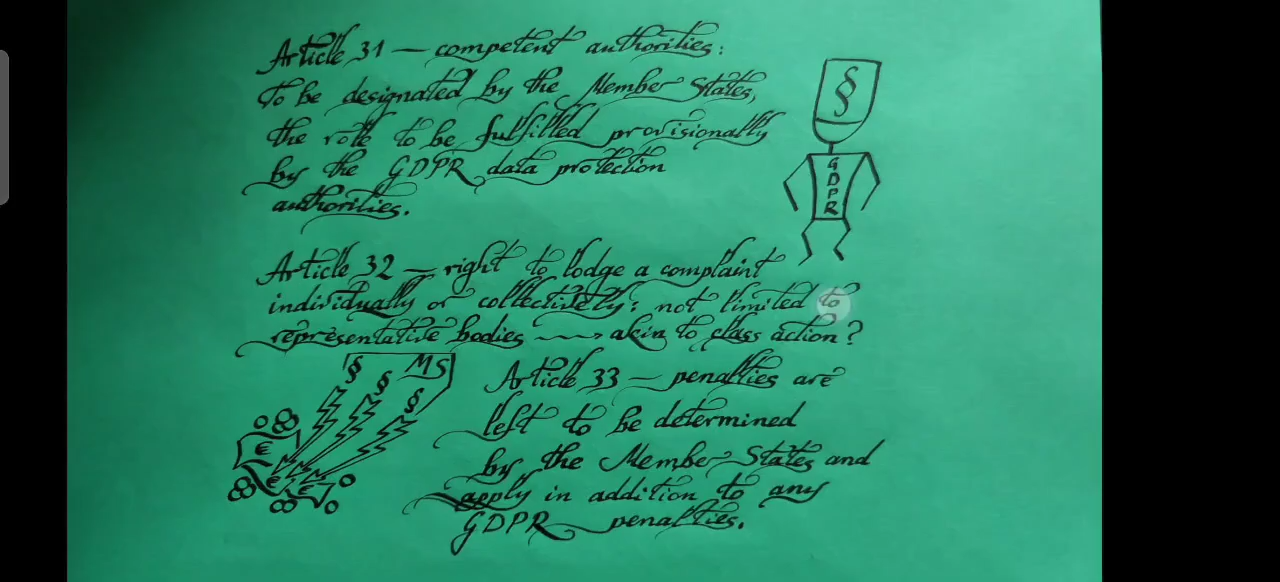 Article 31 — competent authorities:
To be designated by the Member States,
the role to be fulfilled provisionally
by the GDPR data protection
authorities.
§
G
D
P
R
Article 32 — right to lodge a complaint
individually or collectively; not limited to
representative bodies ~~→ akin to class action?
§ § § MS
€ € €
Article 33 — penalties are
left to be determined
by the Member States and
apply in addition to any
GDPR penalties.